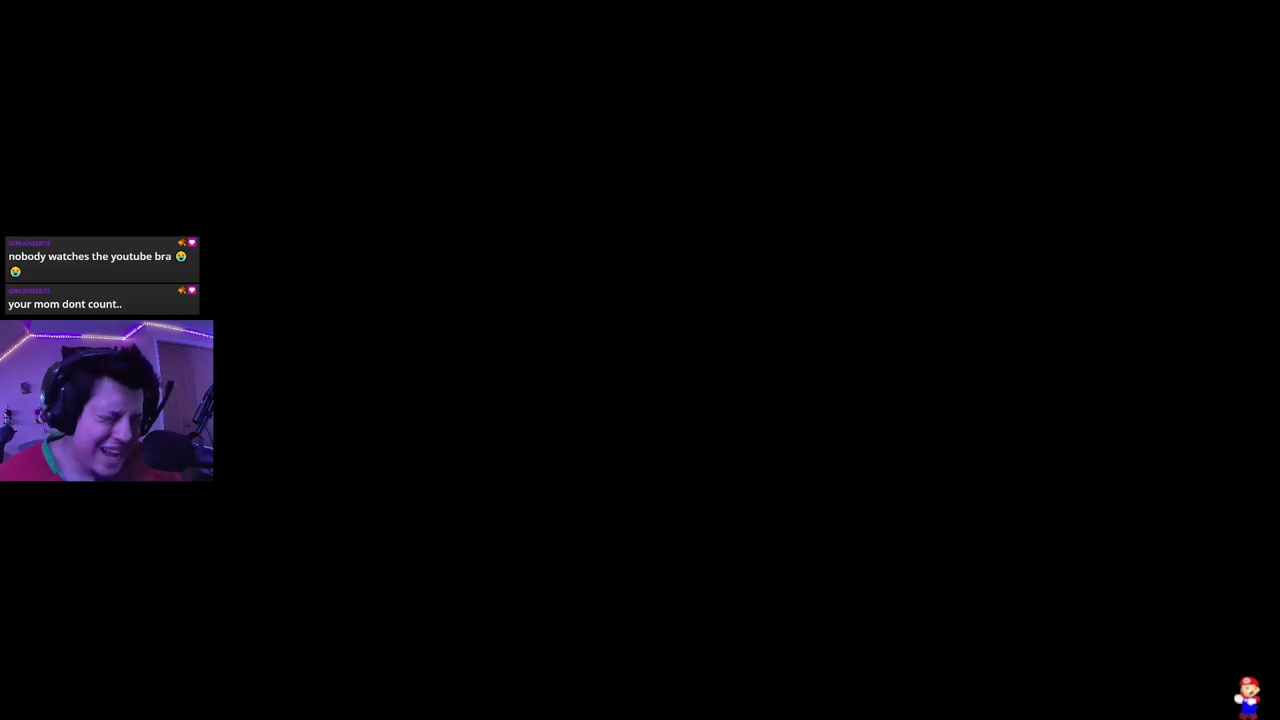 nobody watches the youtube bra 😭
😭
your mom dont count..